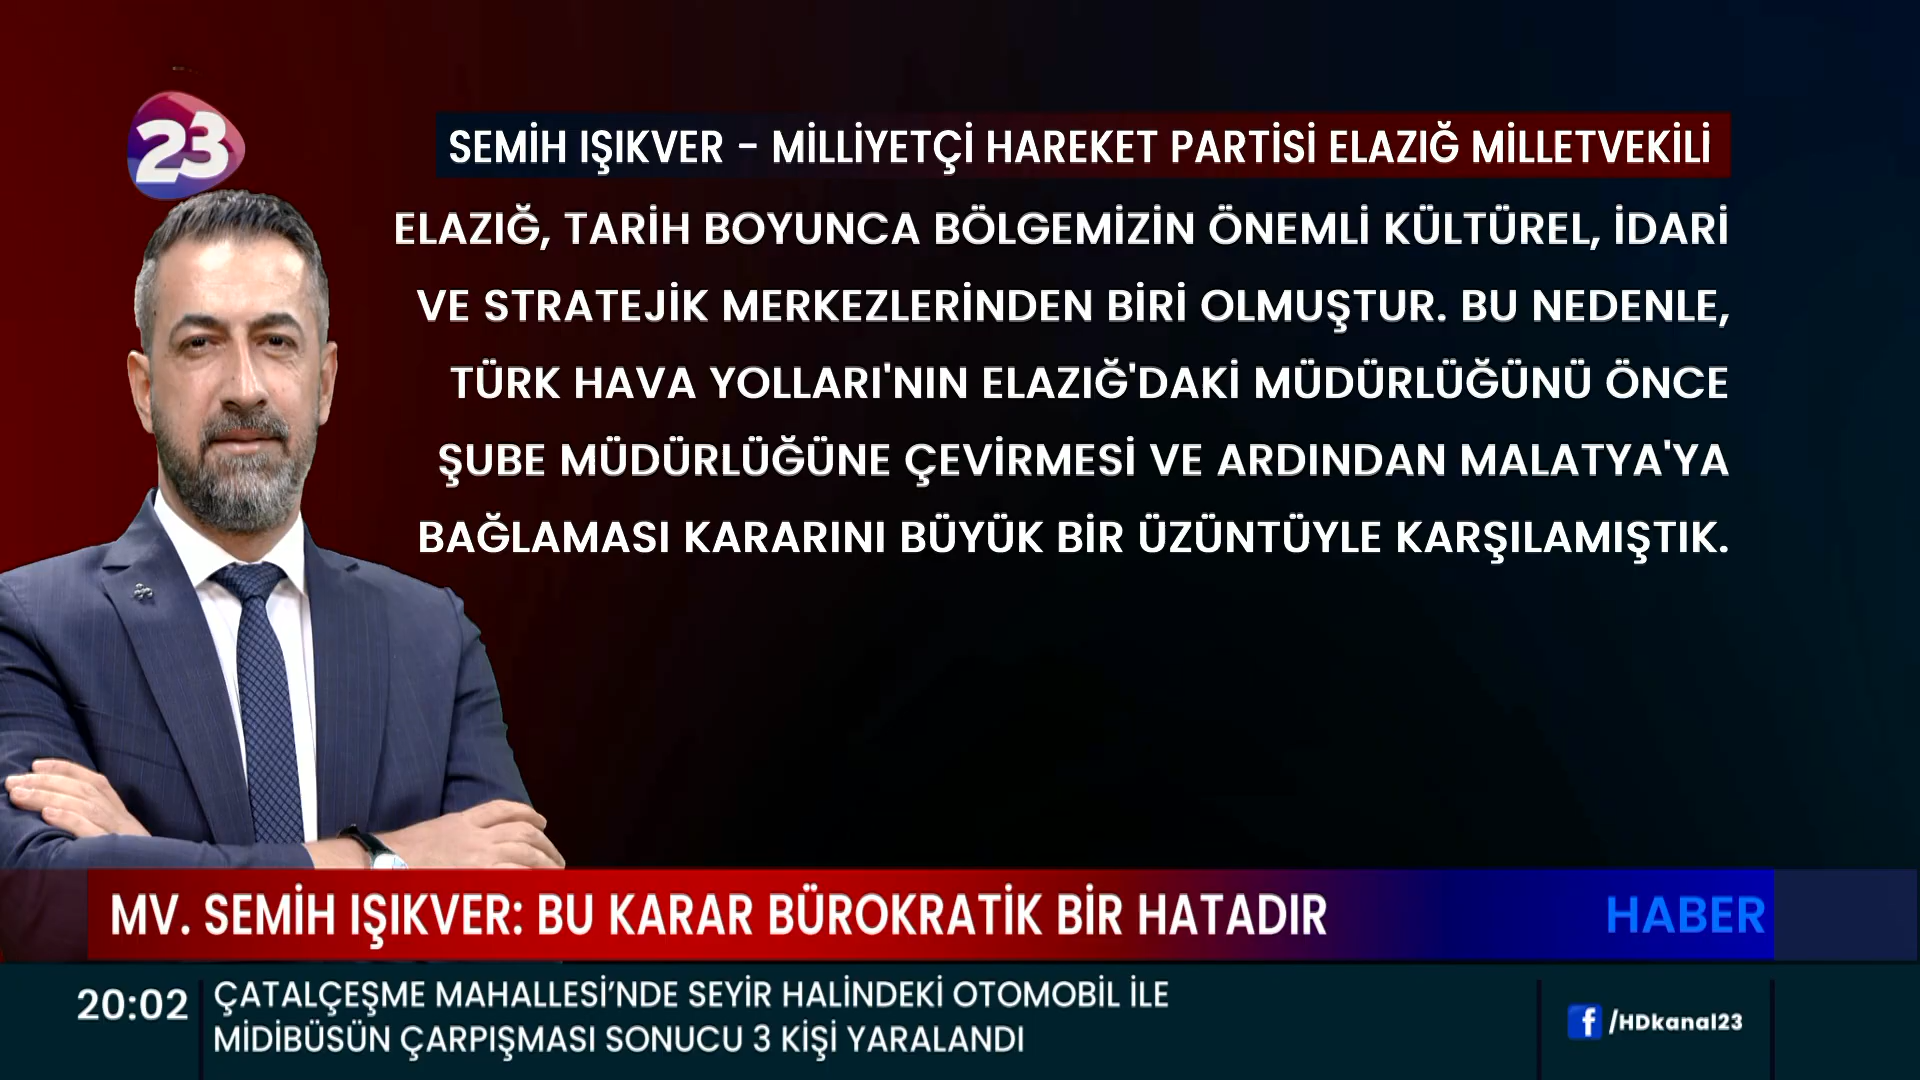 23
SEMİH IŞIKVER - MİLLİYETÇİ HAREKET PARTİSİ ELAZIĞ MİLLETVEKİLİ
ELAZIĞ, TARİH BOYUNCA BÖLGEMİZİN ÖNEMLİ KÜLTÜREL, İDARİ
VE STRATEJİK MERKEZLERİNDEN BİRİ OLMUŞTUR. BU NEDENLE,
TÜRK HAVA YOLLARI'NIN ELAZIĞ'DAKİ MÜDÜRLÜĞÜNÜ ÖNCE
ŞUBE MÜDÜRLÜĞÜNE ÇEVİRMESİ VE ARDINDAN MALATYA'YA
BAĞLAMASI KARARINI BÜYÜK BİR ÜZÜNTÜYLE KARŞILAMIŞTIK.
MV. SEMİH IŞIKVER: BU KARAR BÜROKRATİK BİR HATADIR
HABER
20:02
ÇATALÇEŞME MAHALLESİ’NDE SEYİR HALİNDEKİ OTOMOBİL İLE
MİDİBÜSÜN ÇARPIŞMASI SONUCU 3 KİŞİ YARALANDI
f /HDkanal23